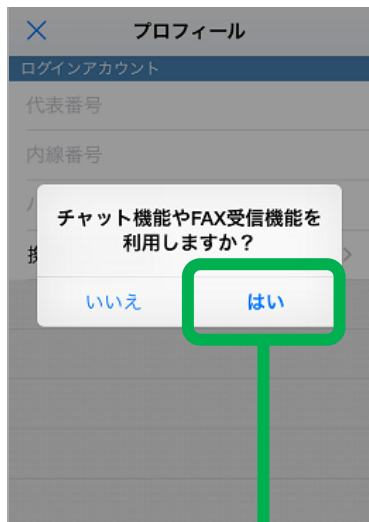 プロフィール
ログインアカウント
代表番号
内線番号
チャット機能やFAX受信機能を
利用しますか？
いいえ
はい